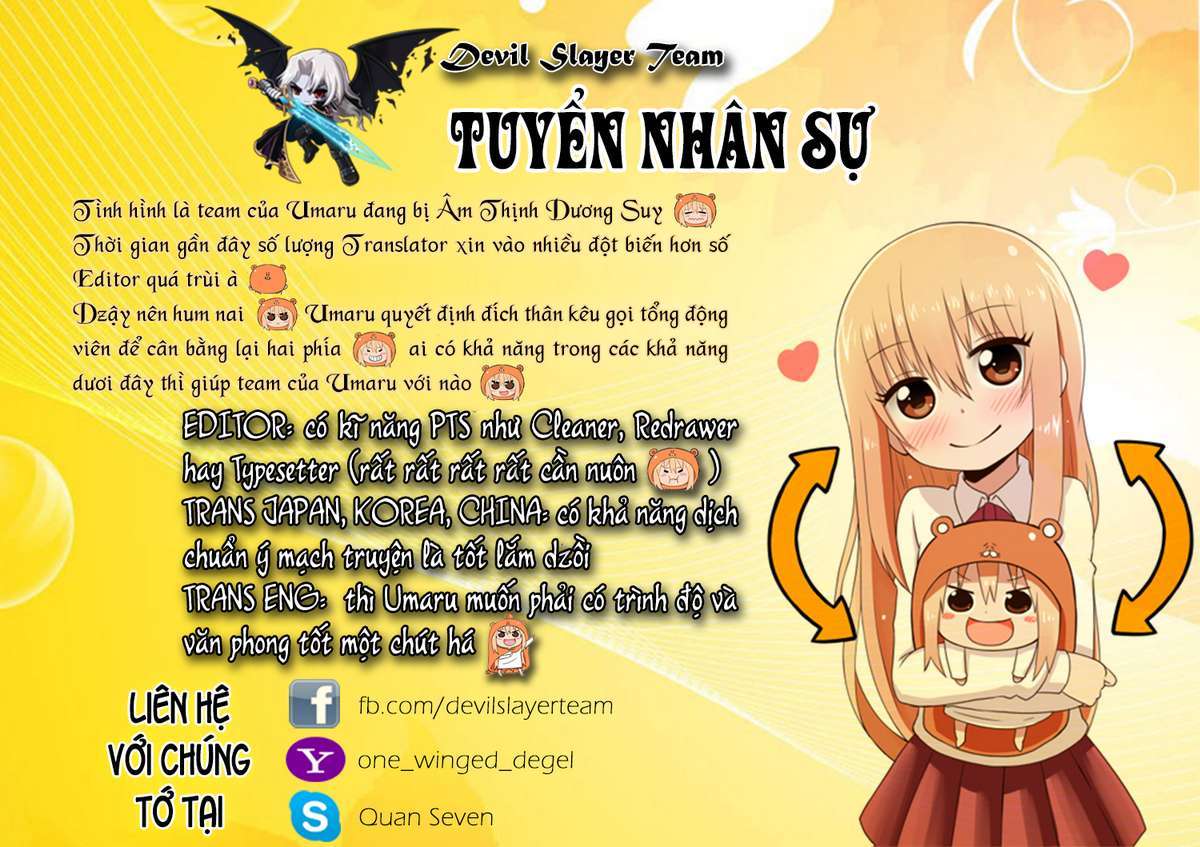 Devil Slayer Team
TUYỂN NHÂN SỰ
Tình hình là team của Umaru đang bị Âm Thịnh Dương Suy
Thời gian gần đây số lượng Translator xin vào nhiều đột biến hơn số
Editor quá trùi à
Dzậy nên hum nai Umaru quyết định đích thân kêu gọi tổng động
viên để cân bằng lại hai phía ai có khả năng trong các khả năng
dươi đây thì giúp team của Umaru với nào
EDITOR: có kĩ năng PTS như Cleaner, Redrawer
hay Typesetter (rất rất rất rất cần nuôn )
TRANS JAPAN, KOREA, CHINA: có khả năng dịch
chuẩn ý mạch truyện là tốt lắm dzồi
TRANS ENG: thì Umaru muốn phải có trình độ và
văn phong tốt một chút há
LIÊN HỆ
VỚI CHÚNG
TỚ TẠI
fb.com/devilslayerteam
one_winged_degel
Quan Seven